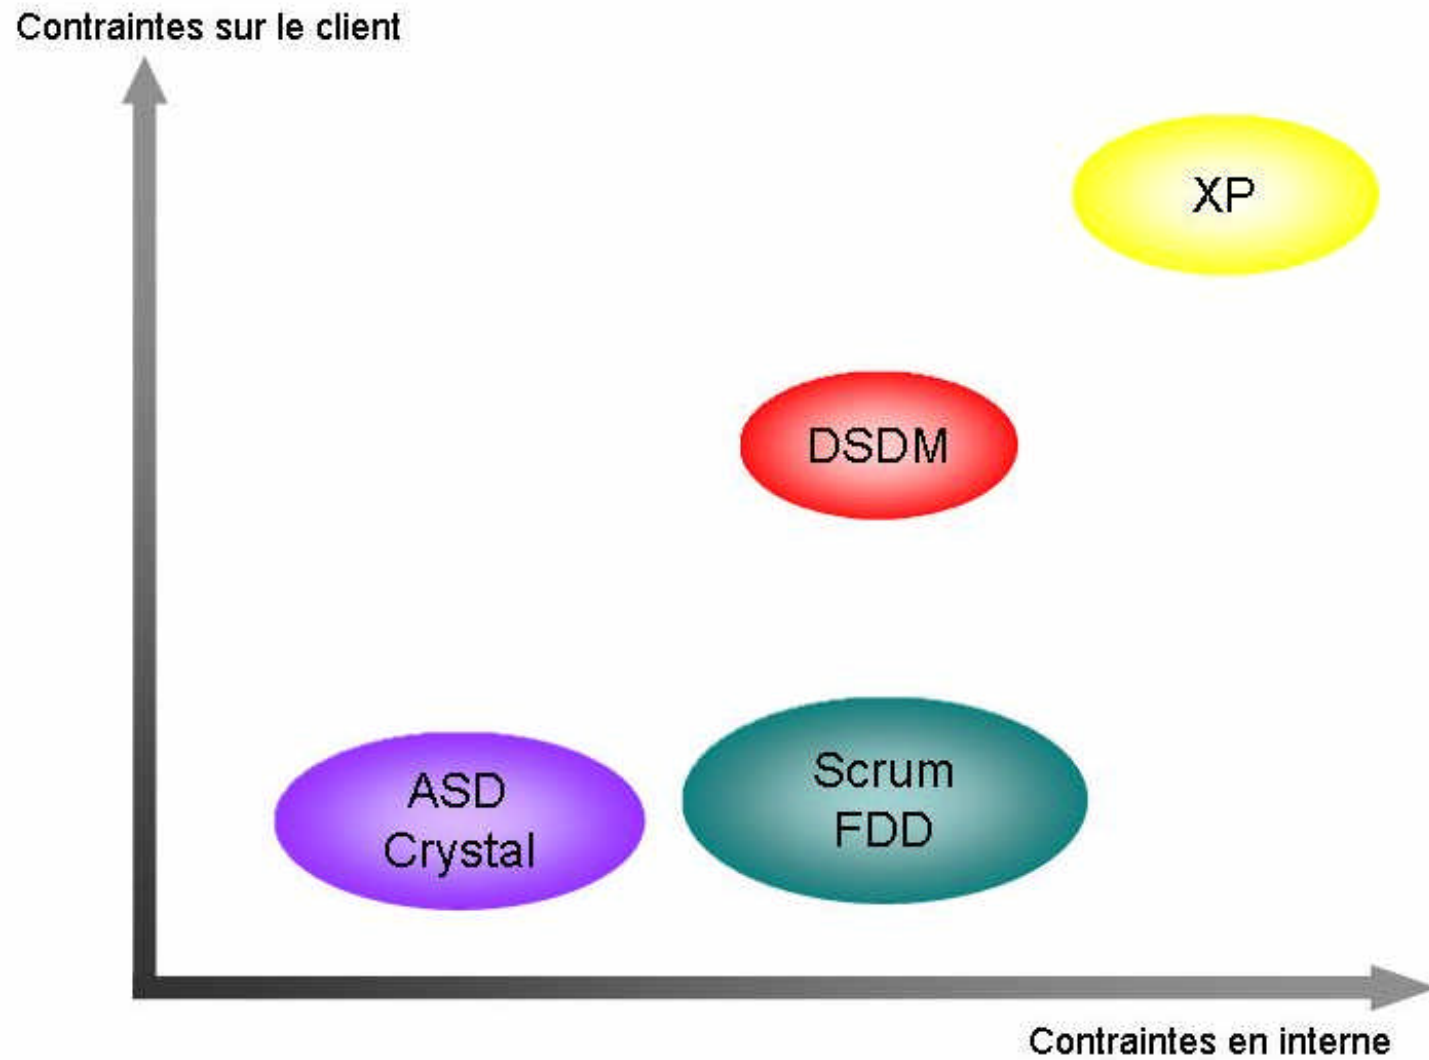 Contraintes sur le client
XP
DSDM
ASD
Crystal
Scrum
FDD
Contraintes en interne